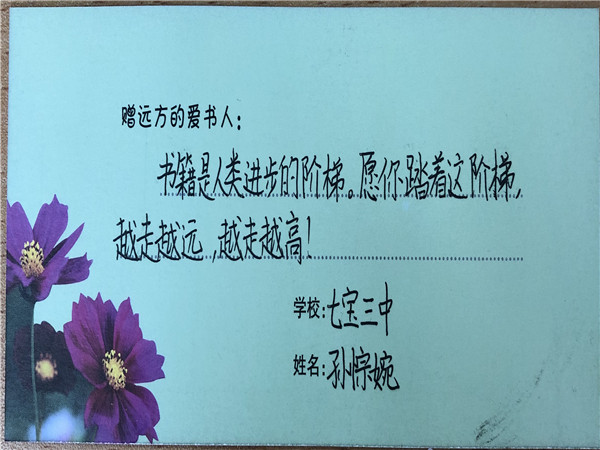 赠远方的爱书人：
书籍是人类进步的阶梯。愿你踏着这阶梯，
越走越远，越走越高！
学校：七宝三中
姓名：孙悰婉